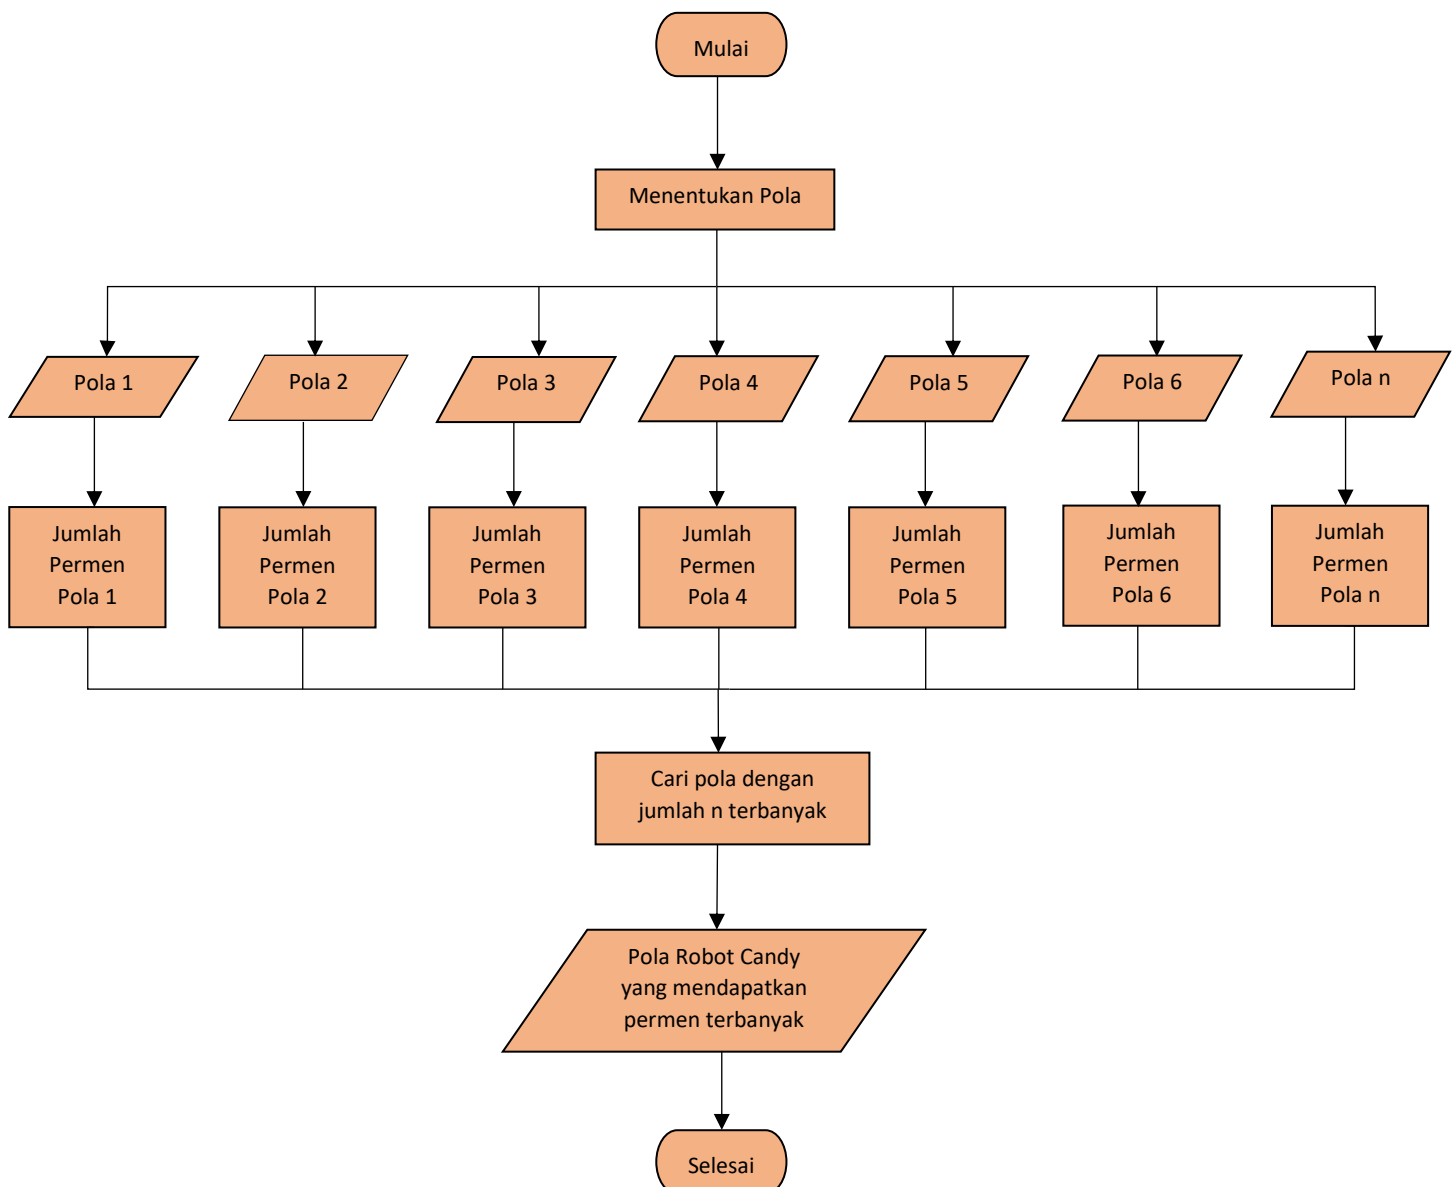 Mulai
Menentukan Pola
Pola 1
Pola 2
Pola 3
Pola 4
Pola 5
Pola 6
Pola n
Jumlah
Permen
Pola 1
Jumlah
Permen
Pola 2
Jumlah
Permen
Pola 3
Jumlah
Permen
Pola 4
Jumlah
Permen
Pola 5
Jumlah
Permen
Pola 6
Jumlah
Permen
Pola n
Cari pola dengan
jumlah n terbanyak
Pola Robot Candy
yang mendapatkan
permen terbanyak
Selesai